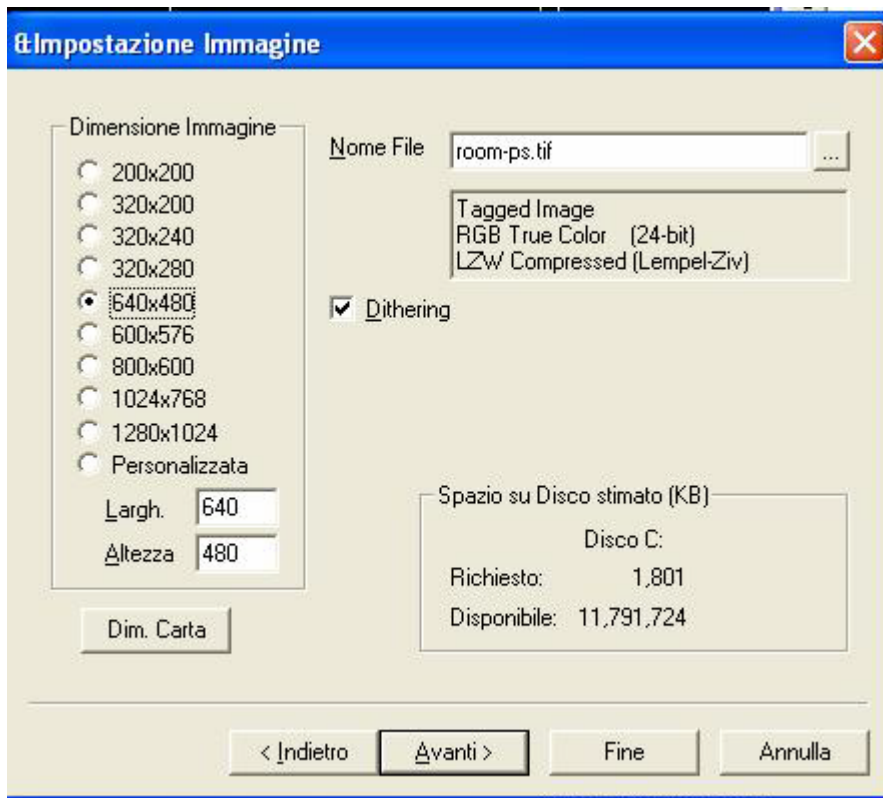 &Impostazione Immagine
Dimensione Immagine
200x200
320x200
320x240
320x280
640x480
600x576
800x600
1024x768
1280x1024
Personalizzata
Largh. 640
Altezza 480
Dim. Carta
Nome File room-ps.tif ...
Tagged Image
RGB True Color (24-bit)
LZW Compressed (Lempel-Ziv)
Dithering
Spazio su Disco stimato (KB)
Disco C:
Richiesto: 1,801
Disponibile: 11,791,724
< Indietro Avanti > Fine Annulla